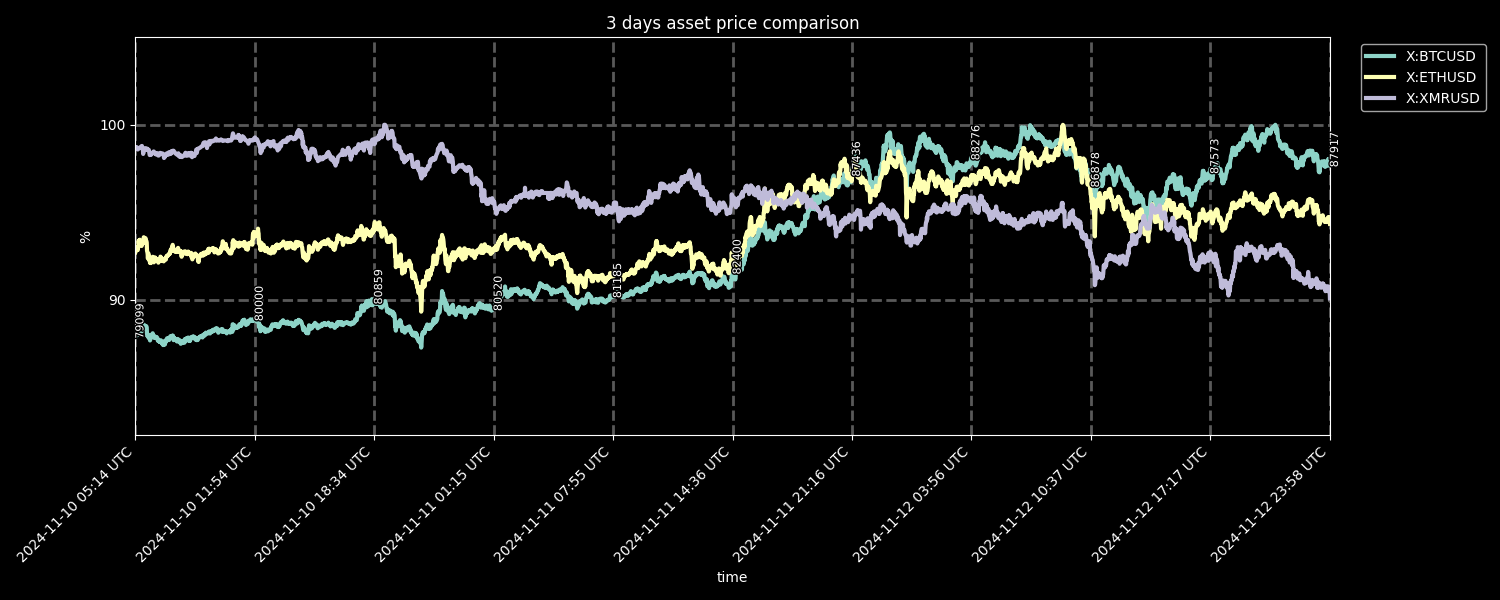 3 days asset price comparison
X:BTCUSD
X:ETHUSD
X:XMRUSD
100
90
%
79099
80000
80859
80520
81185
82400
87436
88276
86878
87573
87917
2024-11-10 05:14 UTC
2024-11-10 11:54 UTC
2024-11-10 18:34 UTC
2024-11-11 01:15 UTC
2024-11-11 07:55 UTC
2024-11-11 14:36 UTC
2024-11-11 21:16 UTC
2024-11-12 03:56 UTC
2024-11-12 10:37 UTC
2024-11-12 17:17 UTC
2024-11-12 23:58 UTC
time